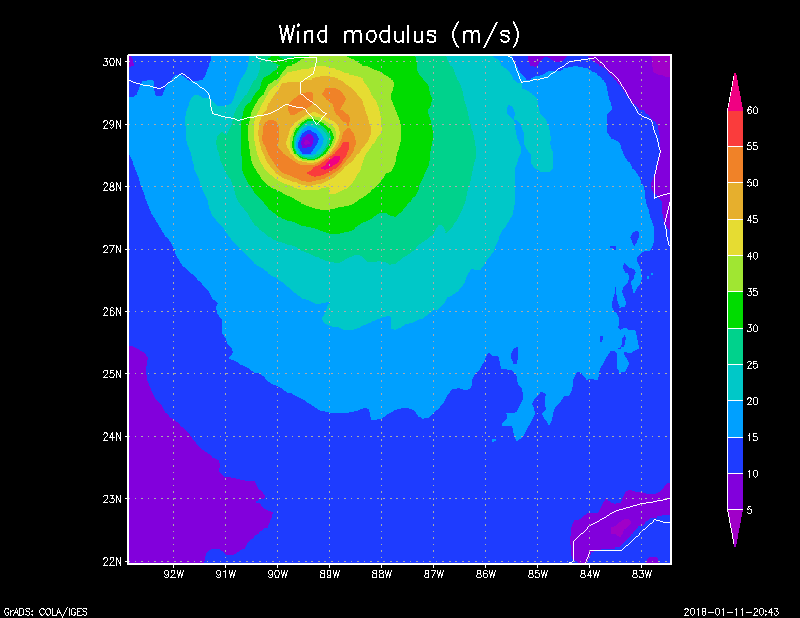 Wind modulus (m/s)
30N
29N
28N
27N
26N
25N
24N
23N
22N
92W 91W 90W 89W 88W 87W 86W 85W 84W 83W
60
55
50
45
40
35
30
25
20
15
10
5
GrADS: COLA/IGES 2018-01-11-20:43